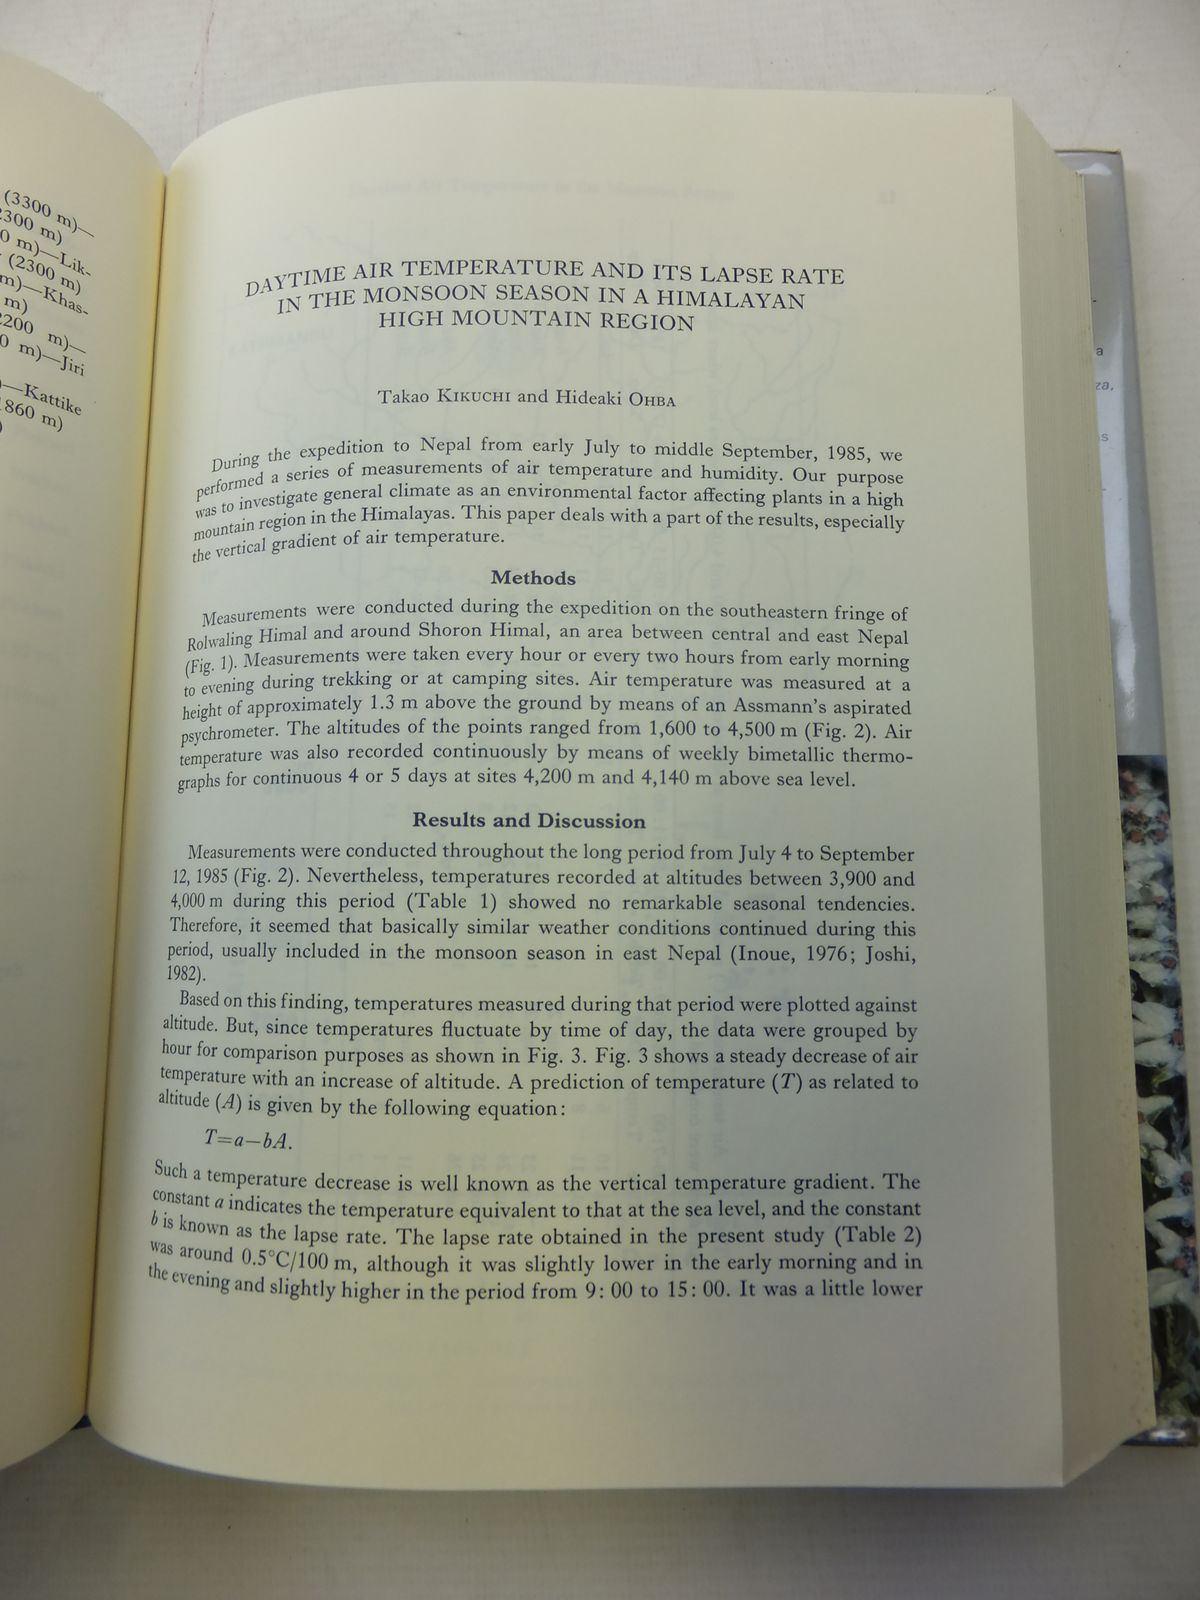 (3300 m)—
2300 m)
0 m)—Lik-
(2300 m)
m)—Khas-
m)
2200 m)—
0 m)—Jiri
)—Kattike
1860 m)
)
DAYTIME AIR TEMPERATURE AND ITS LAPSE RATE
IN THE MONSOON SEASON IN A HIMALAYAN
HIGH MOUNTAIN REGION
Takao KIKUCHI and Hideaki OHBA
During the expedition to Nepal from early July to middle September, 1985, we
performed a series of measurements of air temperature and humidity. Our purpose
was to investigate general climate as an environmental factor affecting plants in a high
mountain region in the Himalayas. This paper deals with a part of the results, especially
the vertical gradient of air temperature.
Methods
Measurements were conducted during the expedition on the southeastern fringe of
Rolwaling Himal and around Shoron Himal, an area between central and east Nepal
(Fig. 1). Measurements were taken every hour or every two hours from early morning
to evening during trekking or at camping sites. Air temperature was measured at a
height of approximately 1.3 m above the ground by means of an Assmann's aspirated
psychrometer. The altitudes of the points ranged from 1,600 to 4,500 m (Fig. 2). Air
temperature was also recorded continuously by means of weekly bimetallic thermo-
graphs for continuous 4 or 5 days at sites 4,200 m and 4,140 m above sea level.
Results and Discussion
Measurements were conducted throughout the long period from July 4 to September
12, 1985 (Fig. 2). Nevertheless, temperatures recorded at altitudes between 3,900 and
4,000 m during this period (Table 1) showed no remarkable seasonal tendencies.
Therefore, it seemed that basically similar weather conditions continued during this
period, usually included in the monsoon season in east Nepal (Inoue, 1976; Joshi,
1982).
Based on this finding, temperatures measured during that period were plotted against
altitude. But, since temperatures fluctuate by time of day, the data were grouped by
hour for comparison purposes as shown in Fig. 3. Fig. 3 shows a steady decrease of air
temperature with an increase of altitude. A prediction of temperature (T) as related to
altitude (A) is given by the following equation:
T=a—bA.
Such a temperature decrease is well known as the vertical temperature gradient. The
constant a indicates the temperature equivalent to that at the sea level, and the constant
b is known as the lapse rate. The lapse rate obtained in the present study (Table 2)
was around 0.5°C/100 m, although it was slightly lower in the early morning and in
the evening and slightly higher in the period from 9: 00 to 15: 00. It was a little lower
a
za,
s